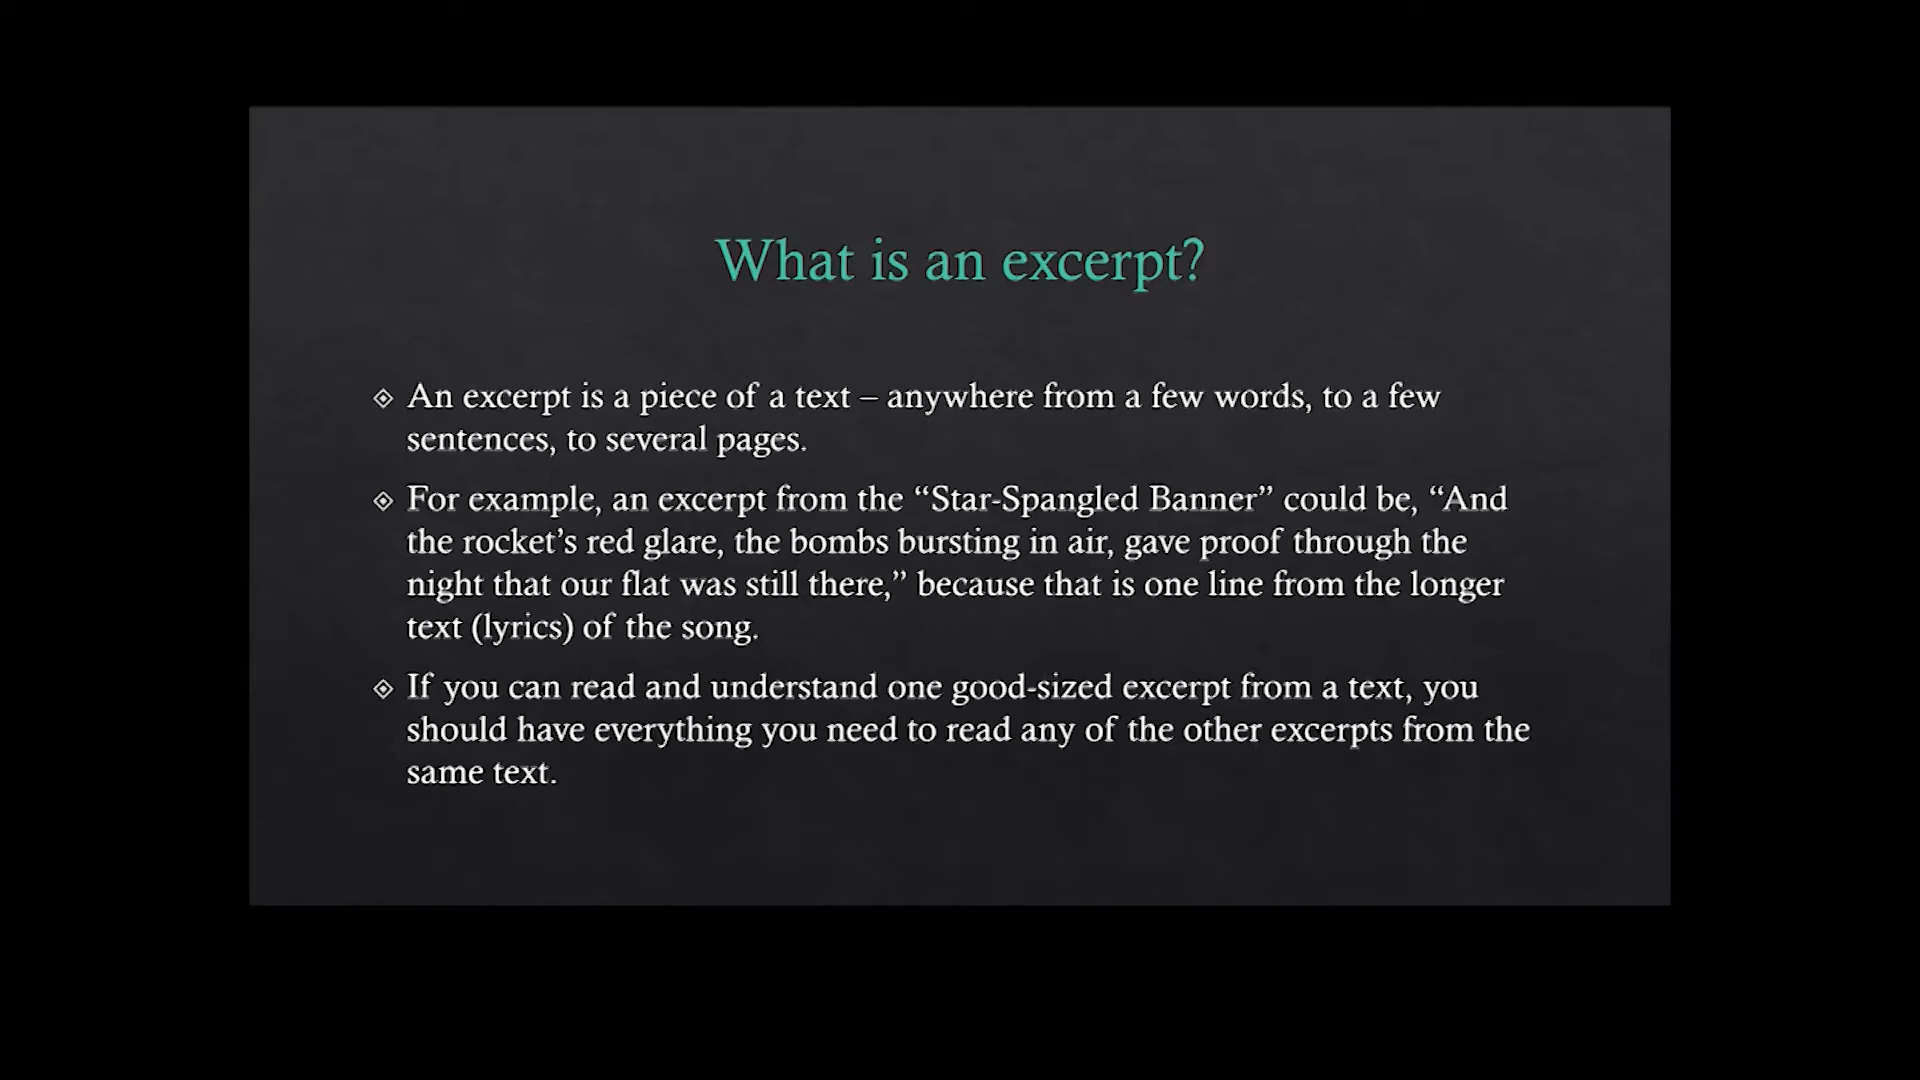 What is an excerpt?
An excerpt is a piece of a text – anywhere from a few words, to a few
sentences, to several pages.
For example, an excerpt from the “Star-Spangled Banner” could be, “And
the rocket’s red glare, the bombs bursting in air, gave proof through the
night that our flat was still there,” because that is one line from the longer
text (lyrics) of the song.
If you can read and understand one good-sized excerpt from a text, you
should have everything you need to read any of the other excerpts from the
same text.